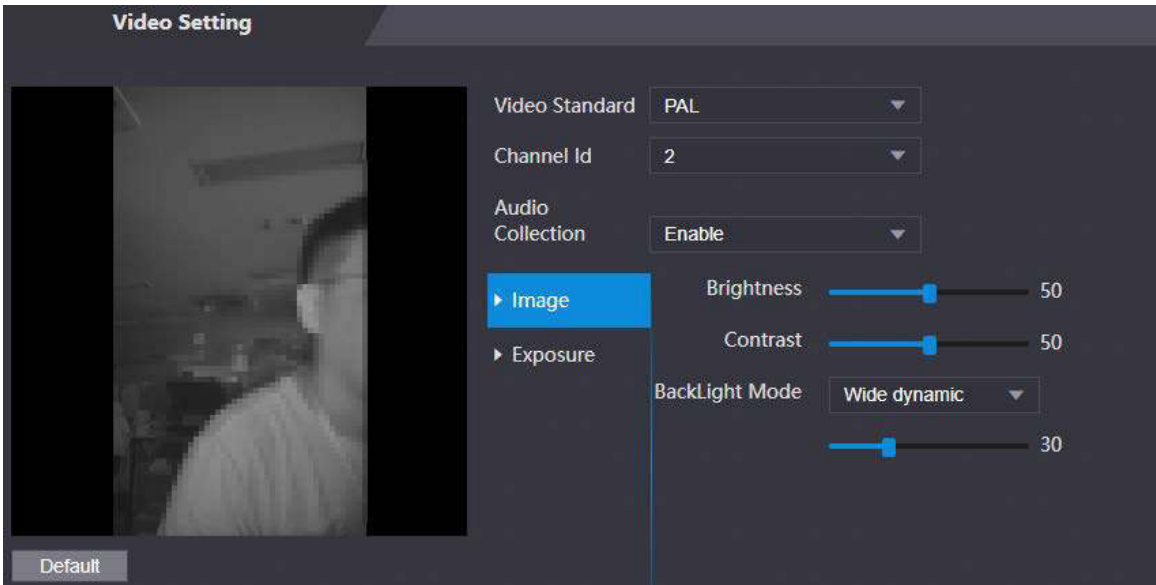 Video Setting
Video Standard PAL
Channel Id 2
Audio
Collection Enable
Image
Brightness 50
Contrast 50
Exposure
BackLight Mode Wide dynamic
30
Default